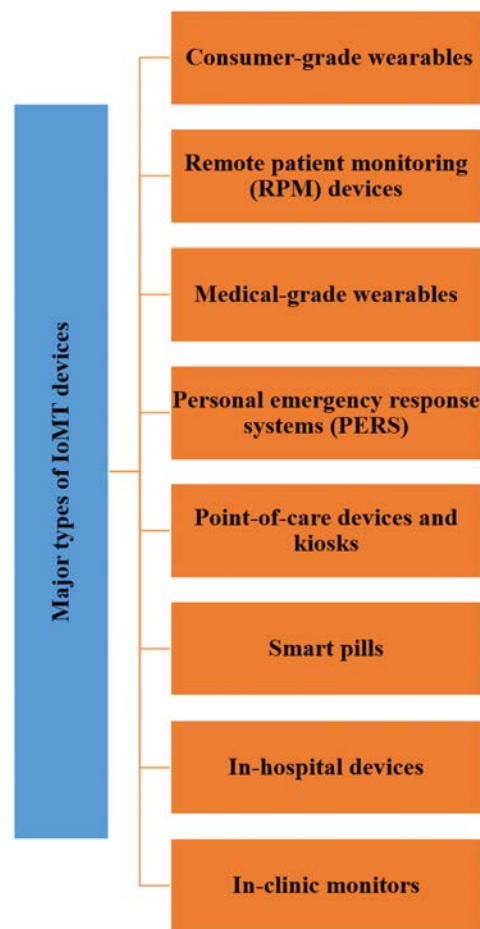 Major types of IoMT devices
Consumer-grade wearables
Remote patient monitoring
(RPM) devices
Medical-grade wearables
Personal emergency response
systems (PERS)
Point-of-care devices and
kiosks
Smart pills
In-hospital devices
In-clinic monitors